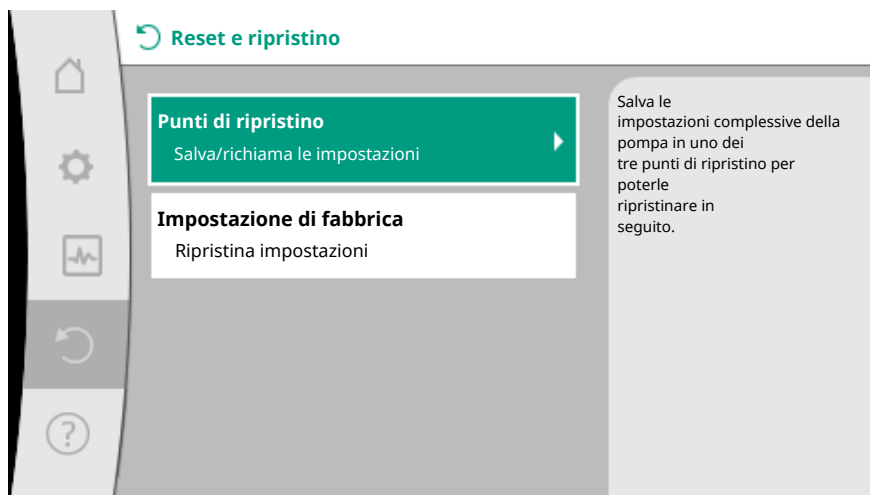 Reset e ripristino
Punti di ripristino
Salva/richiama le impostazioni
Impostazione di fabbrica
Ripristina impostazioni
Salva le
impostazioni complessive della
pompa in uno dei
tre punti di ripristino per
poterle
ripristinare in
seguito.
?